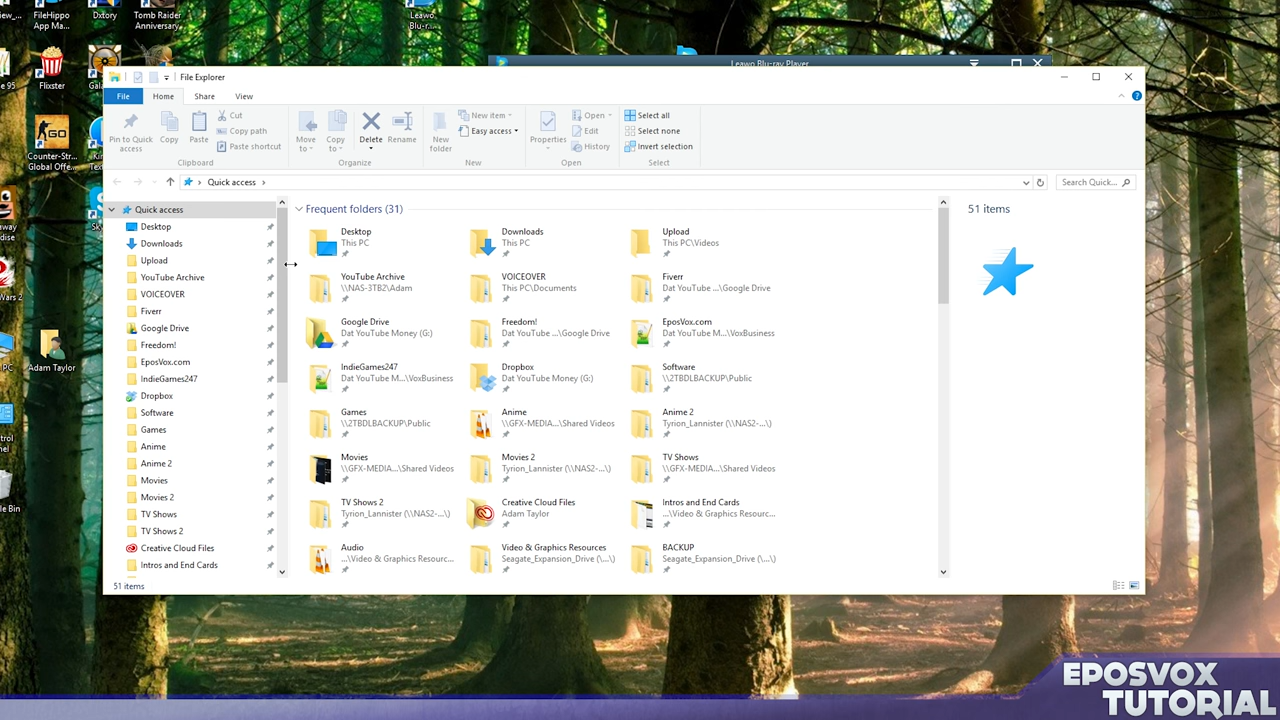 FileHippo
App Ma...
Dxtory
Tomb Raider
Anniversary
Leawo
Blu-r...
e 95
Flixster
Gala
Counter-Str...
Global Offe...
Adam Taylor
Wars 2
PC
le Bin
Leawo Blu-ray Player
File Explorer
File
Home
Share
View
Pin to Quick
access
Copy
Paste
Cut
Copy path
Paste shortcut
Clipboard
Move
to
Copy
to
Delete
Rename
Organize
New
folder
New item
Easy access
New
Properties
Open
Edit
History
Open
Select all
Select none
Invert selection
Select
Quick access
Search Quick...
Quick access
Desktop
Downloads
Upload
YouTube Archive
VOICEOVER
Fiverr
Google Drive
Freedom!
EposVox.com
IndieGames247
Dropbox
Software
Games
Anime
Anime 2
Movies
Movies 2
TV Shows
TV Shows 2
Creative Cloud Files
Intros and End Cards
Frequent folders (31)
Desktop
This PC
Downloads
This PC
Upload
This PC\Videos
YouTube Archive
\\NAS-3TB2\Adam
VOICEOVER
This PC\Documents
Fiverr
Dat YouTube ...\Google Drive
Google Drive
Dat YouTube Money (G:)
Freedom!
Dat YouTube ...\Google Drive
EposVox.com
Dat YouTube M...\VoxBusiness
IndieGames247
Dat YouTube M...\VoxBusiness
Dropbox
Dat YouTube Money (G:)
Software
\\2TBDLBACKUP\Public
Games
\\2TBDLBACKUP\Public
Anime
\\GFX-MEDIA...\Shared Videos
Anime 2
Tyrion_Lannister (\\NAS2-...\)
Movies
\\GFX-MEDIA...\Shared Videos
Movies 2
Tyrion_Lannister (\\NAS2-...\)
TV Shows
\\GFX-MEDIA...\Shared Videos
TV Shows 2
Tyrion_Lannister (\\NAS2-...\)
Creative Cloud Files
Adam Taylor
Intros and End Cards
...\Video & Graphics Resourc...
Audio
...\Video & Graphics Resourc...
Video & Graphics Resources
Seagate_Expansion_Drive (\...\)
BACKUP
Seagate_Expansion_Drive (\...\)
51 items
51 items
EPOSVOX
TUTORIAL